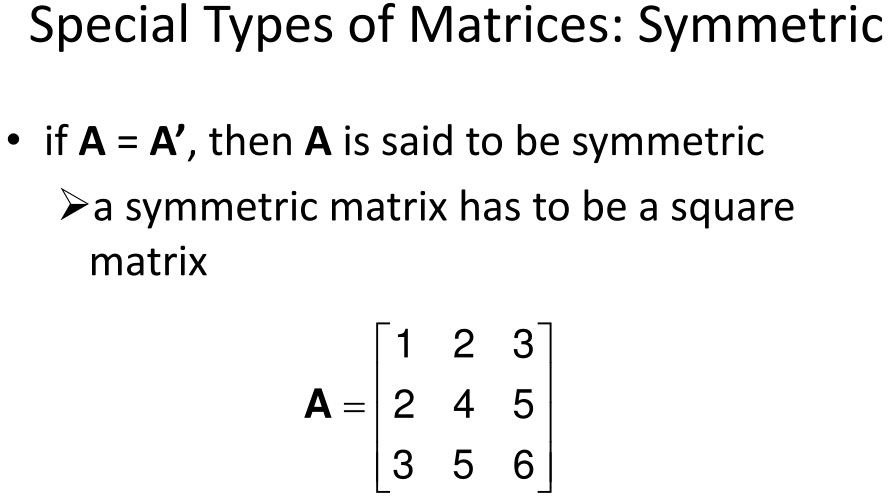 Special Types of Matrices: Symmetric
• if A = A’, then A is said to be symmetric
➢a symmetric matrix has to be a square
matrix
1 2 3
A = 2 4 5
3 5 6